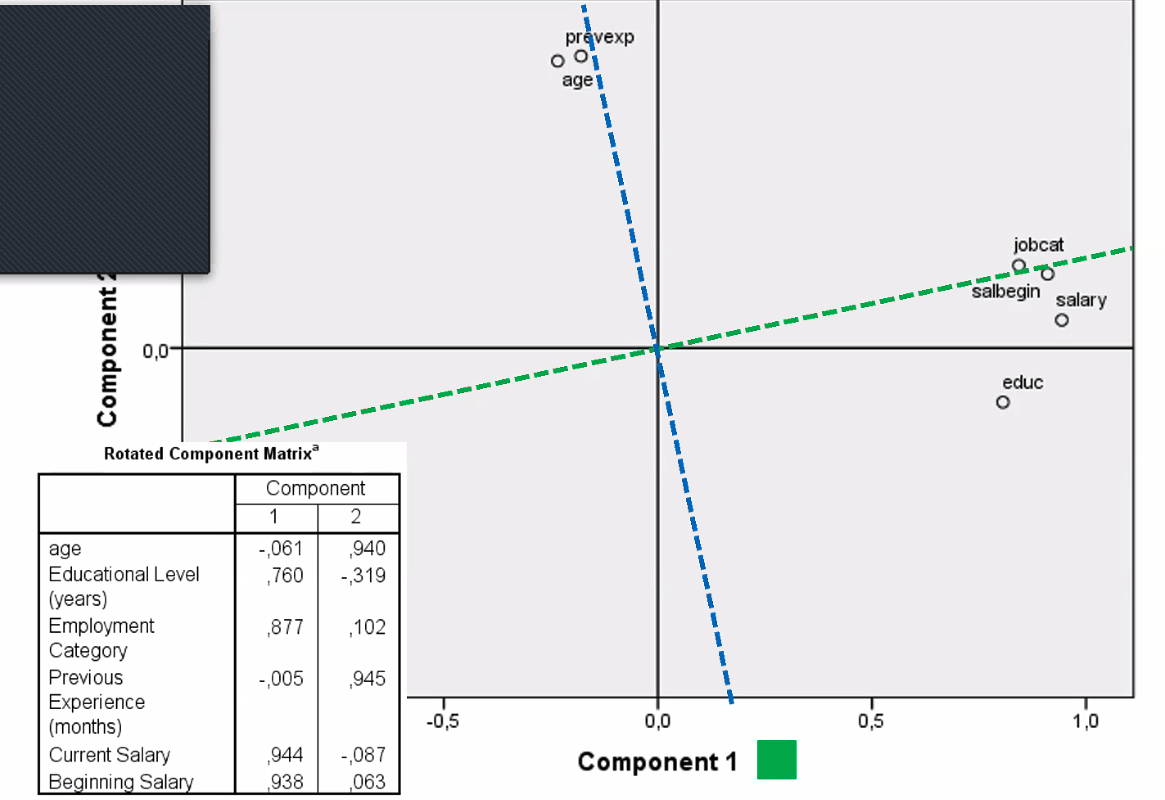 prevexp
age
jobcat
salbegin
salary
educ
Component 2
0,0
-0,5
0,0
0,5
1,0
Component 1
Rotated Component Matrixª
Component
1 2
age -,061 ,940
Educational Level ,760 -,319
(years)
Employment ,877 ,102
Category
Previous -,005 ,945
Experience
(months)
Current Salary ,944 -,087
Beginning Salary ,938 ,063